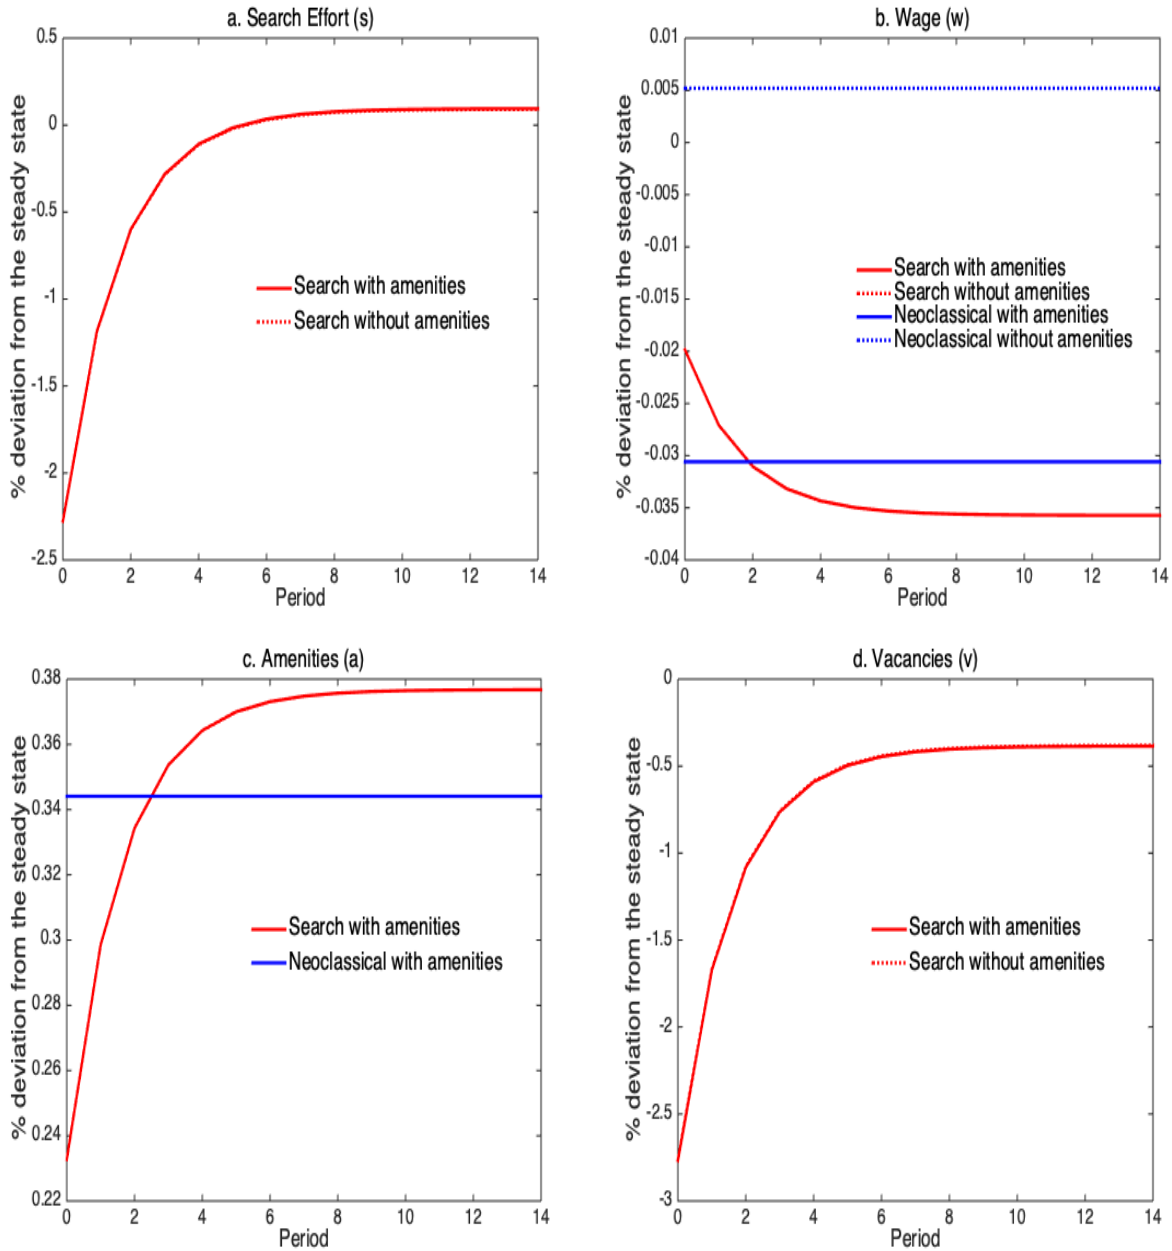 a. Search Effort (s)
% deviation from the steady state
0.5
0
-0.5
-1
-1.5
-2
-2.5
Search with amenities
Search without amenities
0 2 4 6 8 10 12 14
Period
b. Wage (w)
% deviation from the steady state
0.01
0.005
0
-0.005
-0.01
-0.015
-0.02
-0.025
-0.03
-0.035
-0.04
Search with amenities
Search without amenities
Neoclassical with amenities
Neoclassical without amenities
0 2 4 6 8 10 12 14
Period
c. Amenities (a)
% deviation from the steady state
0.38
0.36
0.34
0.32
0.3
0.28
0.26
0.24
0.22
Search with amenities
Neoclassical with amenities
0 2 4 6 8 10 12 14
Period
d. Vacancies (v)
% deviation from the steady state
0
-0.5
-1
-1.5
-2
-2.5
-3
Search with amenities
Search without amenities
0 2 4 6 8 10 12 14
Period